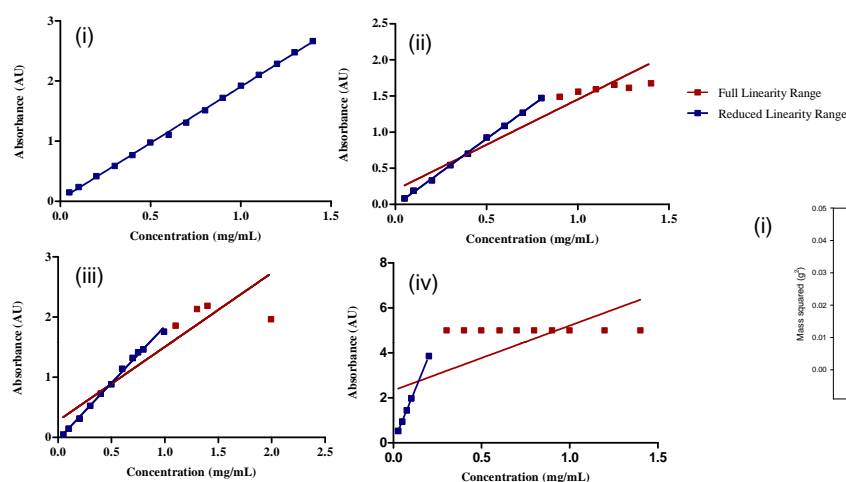 (i)
Absorbance (AU)
3
2
1
0
0.0 0.5 1.0 1.5
Concentration (mg/mL)
(ii)
Absorbance (AU)
2.5
2.0
1.5
1.0
0.5
0.0
0.0 0.5 1.0 1.5
Concentration (mg/mL)
Full Linearity Range
Reduced Linearity Range
(iii)
Absorbance (AU)
3
2
1
0
0.0 0.5 1.0 1.5 2.0 2.5
Concentration (mg/mL)
(iv)
Absorbance (AU)
8
6
4
2
0
0.0 0.5 1.0 1.5
Concentration (mg/mL)
(i)
Mass squared (g²)
0.05
0.04
0.03
0.02
0.01
0.00